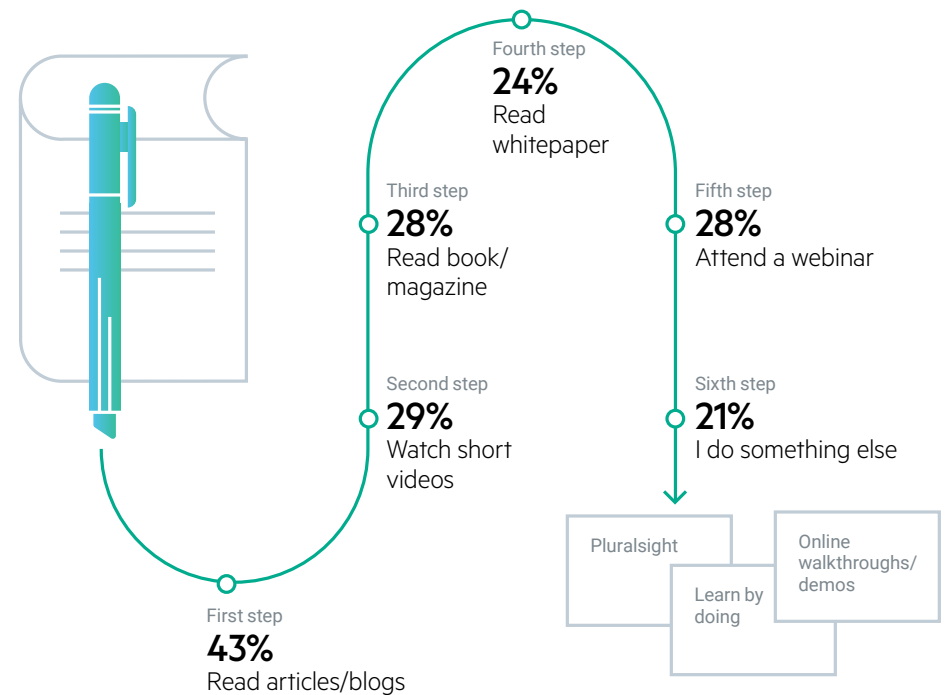 First step
43%
Read articles/blogs
Second step
29%
Watch short
videos
Third step
28%
Read book/
magazine
Fourth step
24%
Read
whitepaper
Fifth step
28%
Attend a webinar
Sixth step
21%
I do something else
Pluralsight
Learn by
doing
Online
walkthroughs/
demos